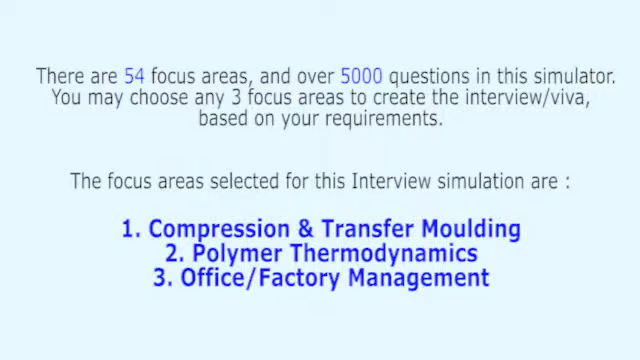 There are 54 focus areas, and over 5000 questions in this simulator.
You may choose any 3 focus areas to create the interview/viva,
based on your requirements.
The focus areas selected for this Interview simulation are :
1. Compression & Transfer Moulding
2. Polymer Thermodynamics
3. Office/Factory Management